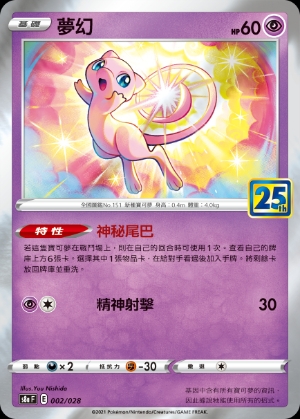 基礎 夢幻 HP60
全國圖鑑No.151 新種寶可夢 身高：0.4m 體重：4.0kg
25th
特性 神秘尾巴
若這隻寶可夢在戰鬥場上，則在自己的回合時可使用1次。查看自己的牌
庫上方6張卡，選擇其中1張物品卡，在給對手看過後加入手牌。將剩餘卡
放回牌庫並重洗。
精神射擊 30
弱點 ×2 抵抗力 -30 撤退
Illus. Yuu Nishida
s8a F E 002/028
©2021 Pokémon/Nintendo/Creatures/GAME FREAK.